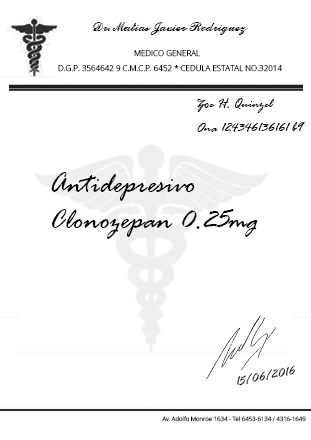 Dr. Matias Javier Rodriguez
MEDICO GENERAL
D.G.P. 3564642 9 C.M.C.P. 6452 * CEDULA ESTATAL NO.32014
Zoe H. Quinzel
Ona 12434613616169
Antidepresivo
Clonozepan 0.25mg
15/06/2016
Av. Adolfo Monroe 1634 - Tel 6453-6134 / 4316-1649